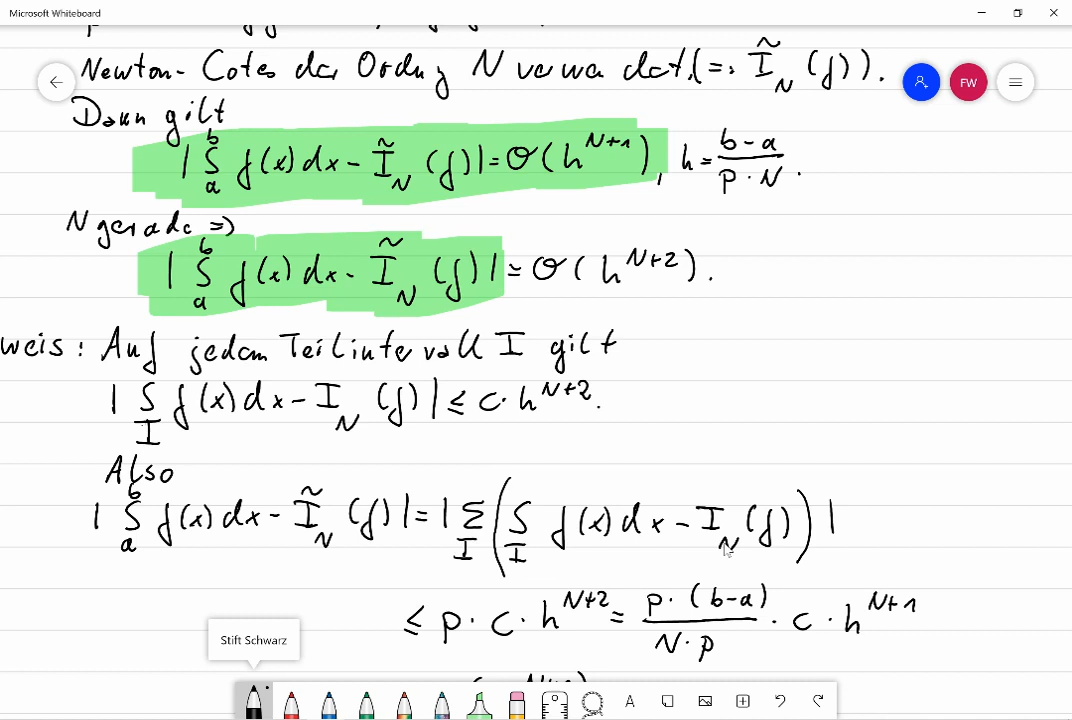 Microsoft Whiteboard
Newton-Cotes der Ordnung N verwendet (=: Ĩ_N (f)).
FW
Dann gilt
|∫_a^b f(x) dx - Ĩ_N (f)| = O(h^{N+1}), h = (b-a)/(p·N).
N gerade =>
|∫_a^b f(x) dx - Ĩ_N (f)| = O(h^{N+2}).
weis: Auf jedem Teilintervall I gilt
|∫_I f(x) dx - I_N (f)| ≤ c·h^{N+2}.
Also
|∫_a^b f(x) dx - Ĩ_N (f)| = |Σ_I (∫_I f(x) dx - I_N (f))|
≤ p·c·h^{N+2} = (p·(b-a))/(N·p) · c·h^{N+1}
Stift Schwarz
A